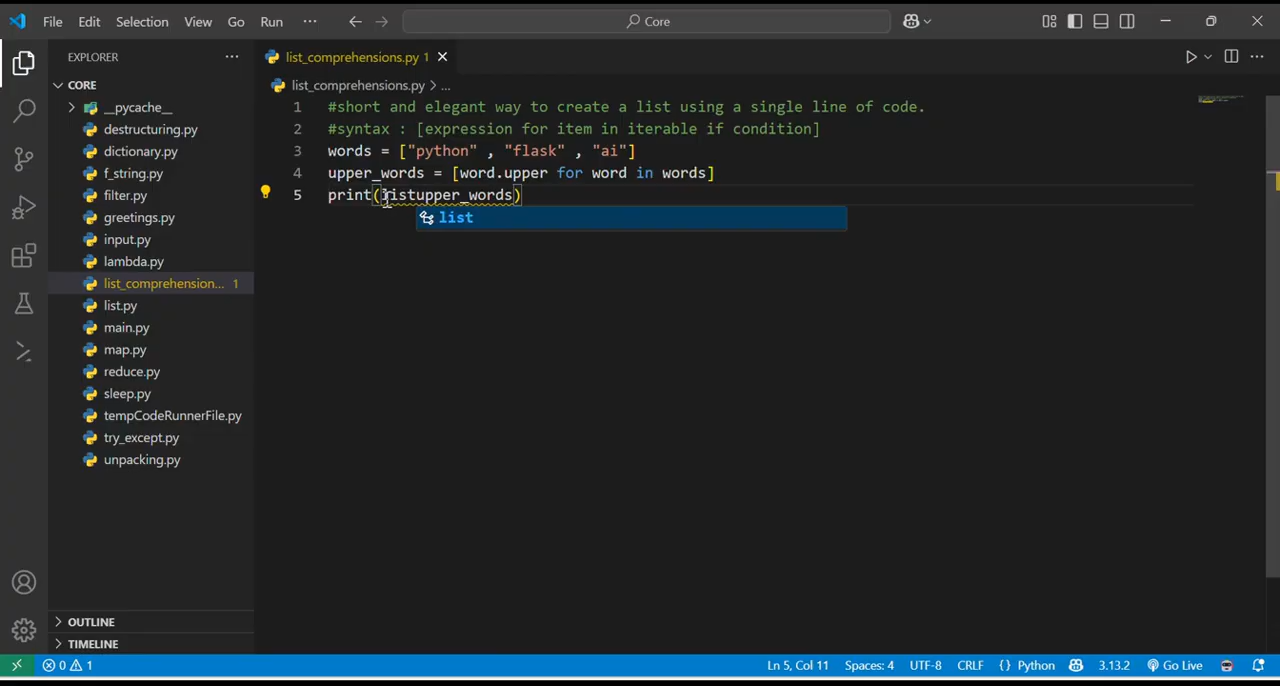 File Edit Selection View Go Run ··· Core
EXPLORER ···
list_comprehensions.py 1
CORE
list_comprehensions.py > ...
__pycache__
destructuring.py
dictionary.py
f_string.py
filter.py
greetings.py
input.py
lambda.py
list_comprehension... 1
list.py
main.py
map.py
reduce.py
sleep.py
tempCodeRunnerFile.py
try_except.py
unpacking.py
1 #short and elegant way to create a list using a single line of code.
2 #syntax : [expression for item in iterable if condition]
3 words = ["python" , "flask" , "ai"]
4 upper_words = [word.upper for word in words]
5 print(listupper_words)
list
OUTLINE
TIMELINE
0 1 Ln 5, Col 11 Spaces: 4 UTF-8 CRLF {} Python 3.13.2 Go Live